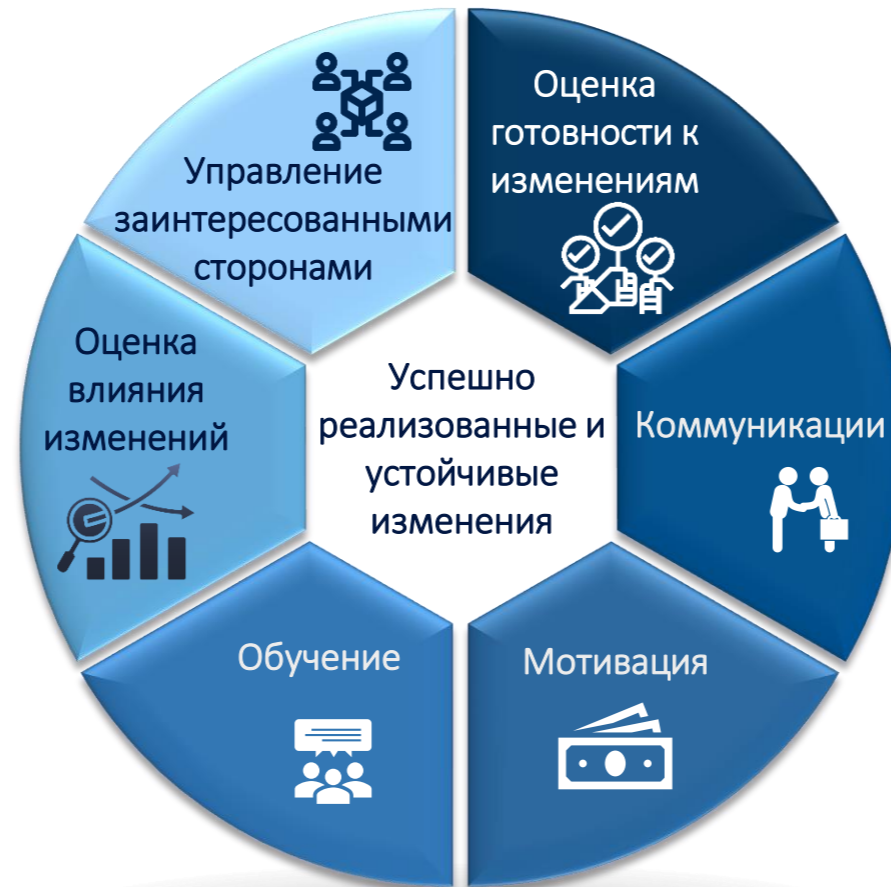 Оценка
готовности к
изменениям
Управление
заинтересованными
сторонами
Оценка
влияния
изменений
Успешно
реализованные и
устойчивые
изменения
Коммуникации
Обучение
Мотивация